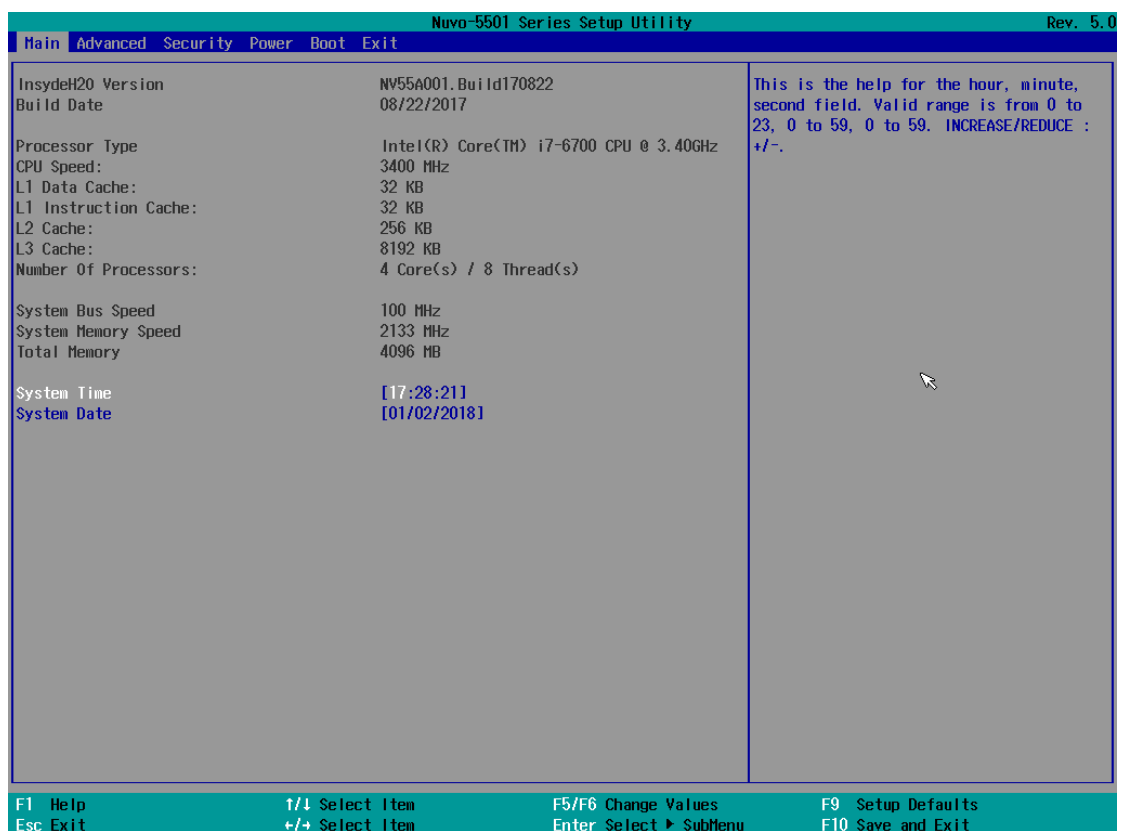 Nuvo-5501 Series Setup Utility Rev. 5.0
Main Advanced Security Power Boot Exit
InsydeH2O Version NV55A001.Build170822
Build Date 08/22/2017
Processor Type Intel(R) Core(TM) i7-6700 CPU @ 3.40GHz
CPU Speed: 3400 MHz
L1 Data Cache: 32 KB
L1 Instruction Cache: 32 KB
L2 Cache: 256 KB
L3 Cache: 8192 KB
Number Of Processors: 4 Core(s) / 8 Thread(s)
System Bus Speed 100 MHz
System Memory Speed 2133 MHz
Total Memory 4096 MB
System Time [17:28:21]
System Date [01/02/2018]
This is the help for the hour, minute,
second field. Valid range is from 0 to
23, 0 to 59, 0 to 59. INCREASE/REDUCE :
+/-.
F1 Help ↑/↓ Select Item F5/F6 Change Values F9 Setup Defaults
Esc Exit ←/→ Select Item Enter Select ▶ SubMenu F10 Save and Exit